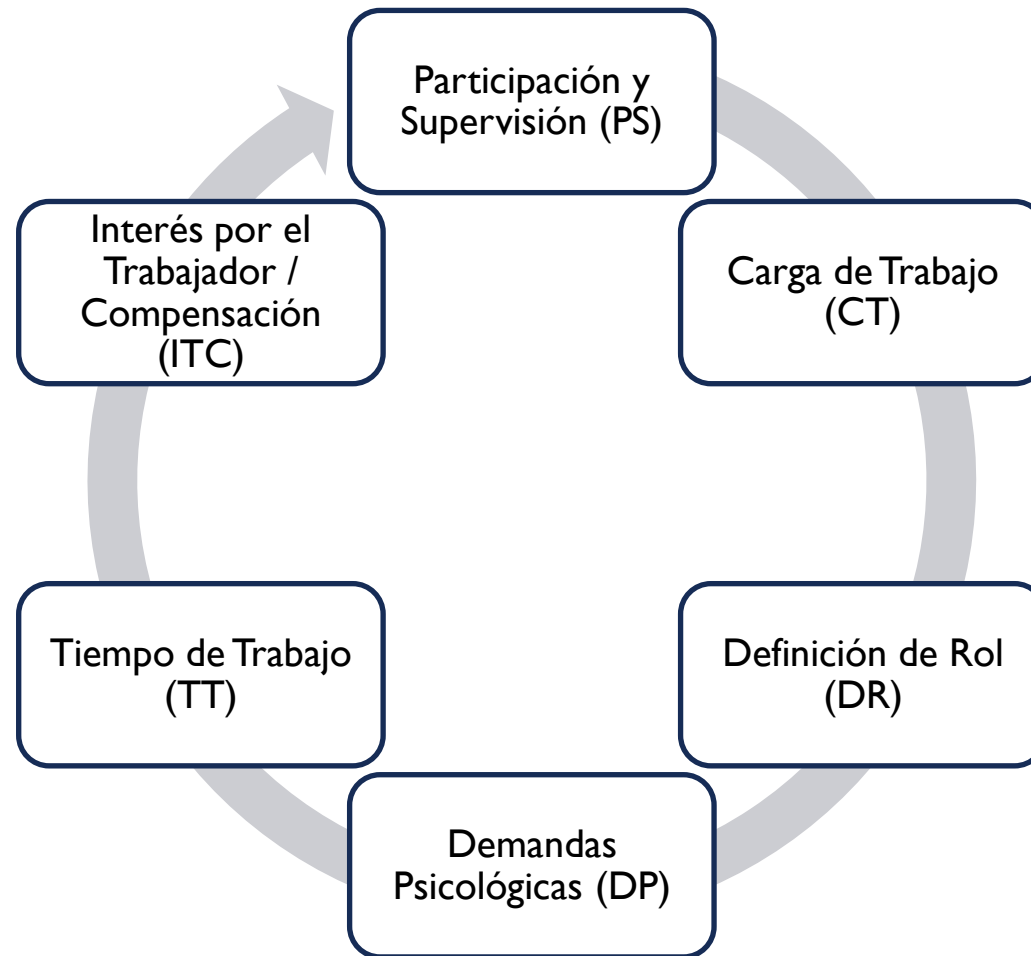 Participación y
Supervisión (PS)
Carga de Trabajo
(CT)
Definición de Rol
(DR)
Demandas
Psicológicas (DP)
Tiempo de Trabajo
(TT)
Interés por el
Trabajador /
Compensación
(ITC)